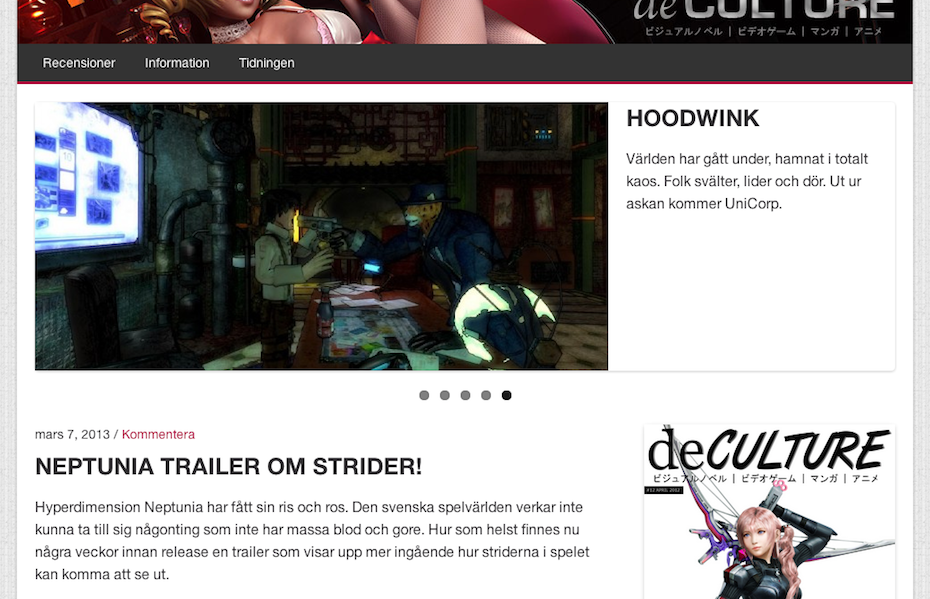 de CULTURE
ビジュアルノベル | ビデオゲーム | マンガ | アニメ
Recensioner Information Tidningen
HOODWINK
Världen har gått under, hamnat i totalt
kaos. Folk svälter, lider och dör. Ut ur
askan kommer UniCorp.
mars 7, 2013 / Kommentera
NEPTUNIA TRAILER OM STRIDER!
Hyperdimension Neptunia har fått sin ris och ros. Den svenska spelvärlden verkar inte
kunna ta till sig någonting som inte har massa blod och gore. Hur som helst finnes nu
några veckor innan release en trailer som visar upp mer ingående hur striderna i spelet
kan komma att se ut.
deCULTURE
ビジュアルノベル | ビデオゲーム | マンガ | アニメ